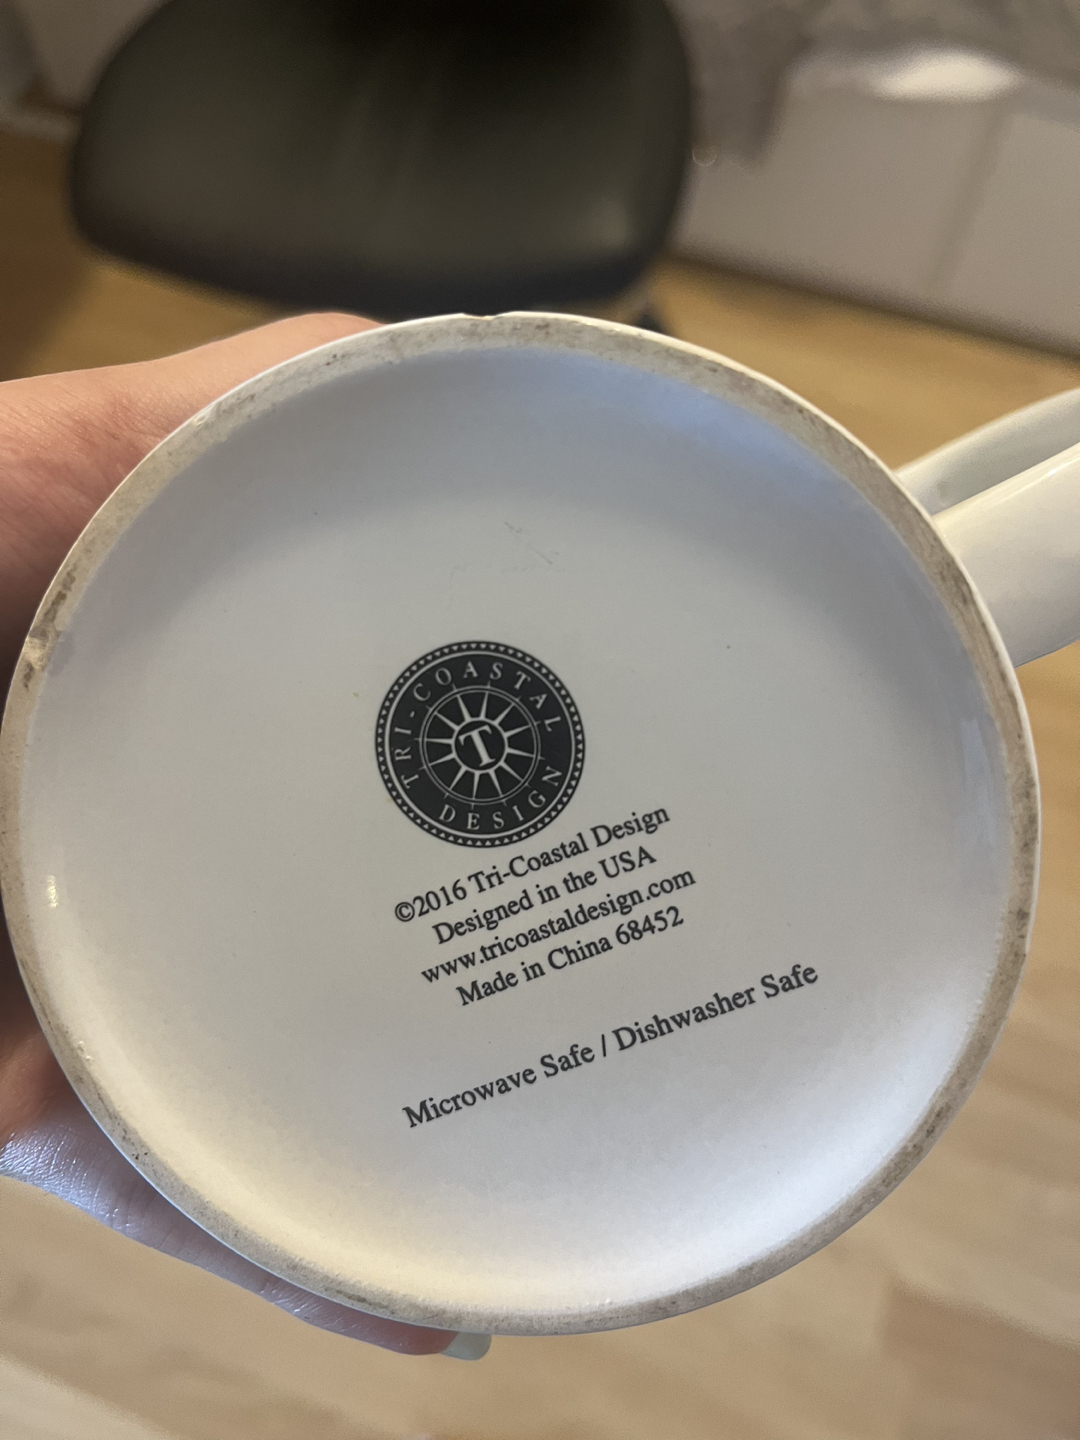 TRI-COASTAL
T
DESIGN
©2016 Tri-Coastal Design
Designed in the USA
www.tricoastaldesign.com
Made in China 68452
Microwave Safe / Dishwasher Safe